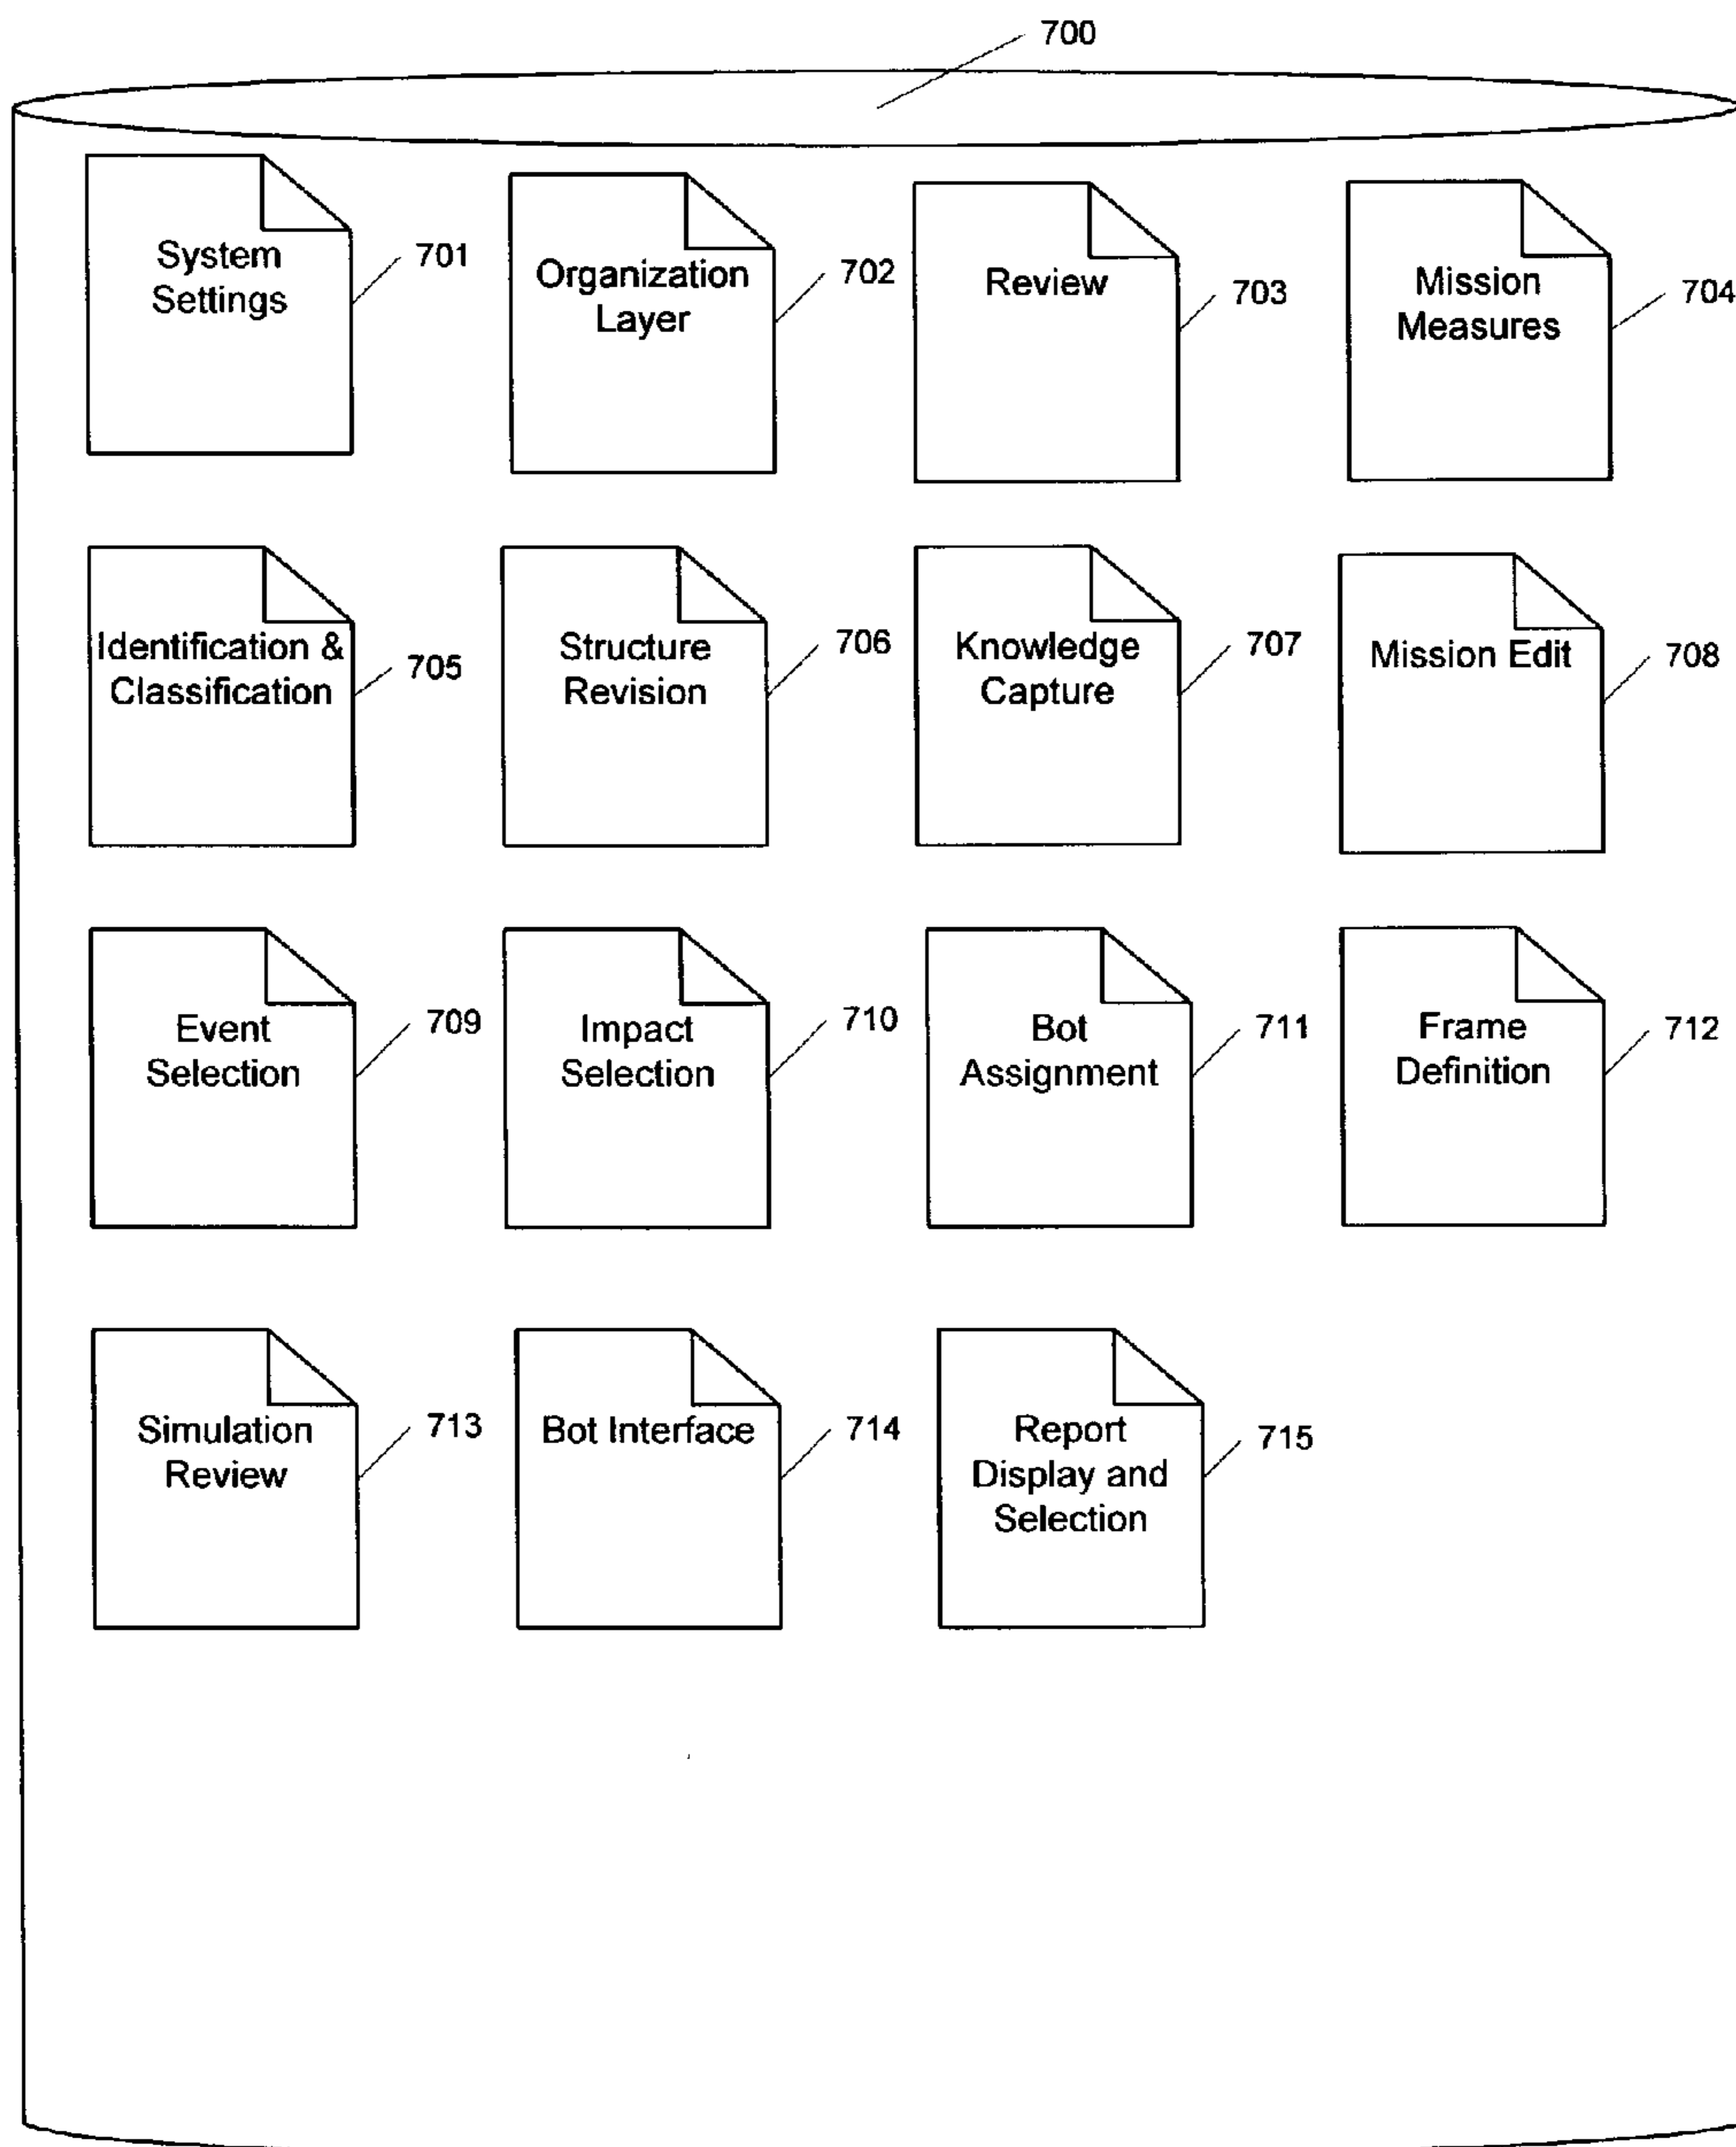 700
System
Settings
701
Organization
Layer
702
Review
703
Mission
Measures
704
Identification &
Classification
705
Structure
Revision
706
Knowledge
Capture
707
Mission Edit
708
Event
Selection
709
Impact
Selection
710
Bot
Assignment
711
Frame
Definition
712
Simulation
Review
713
Bot Interface
714
Report
Display and
Selection
715